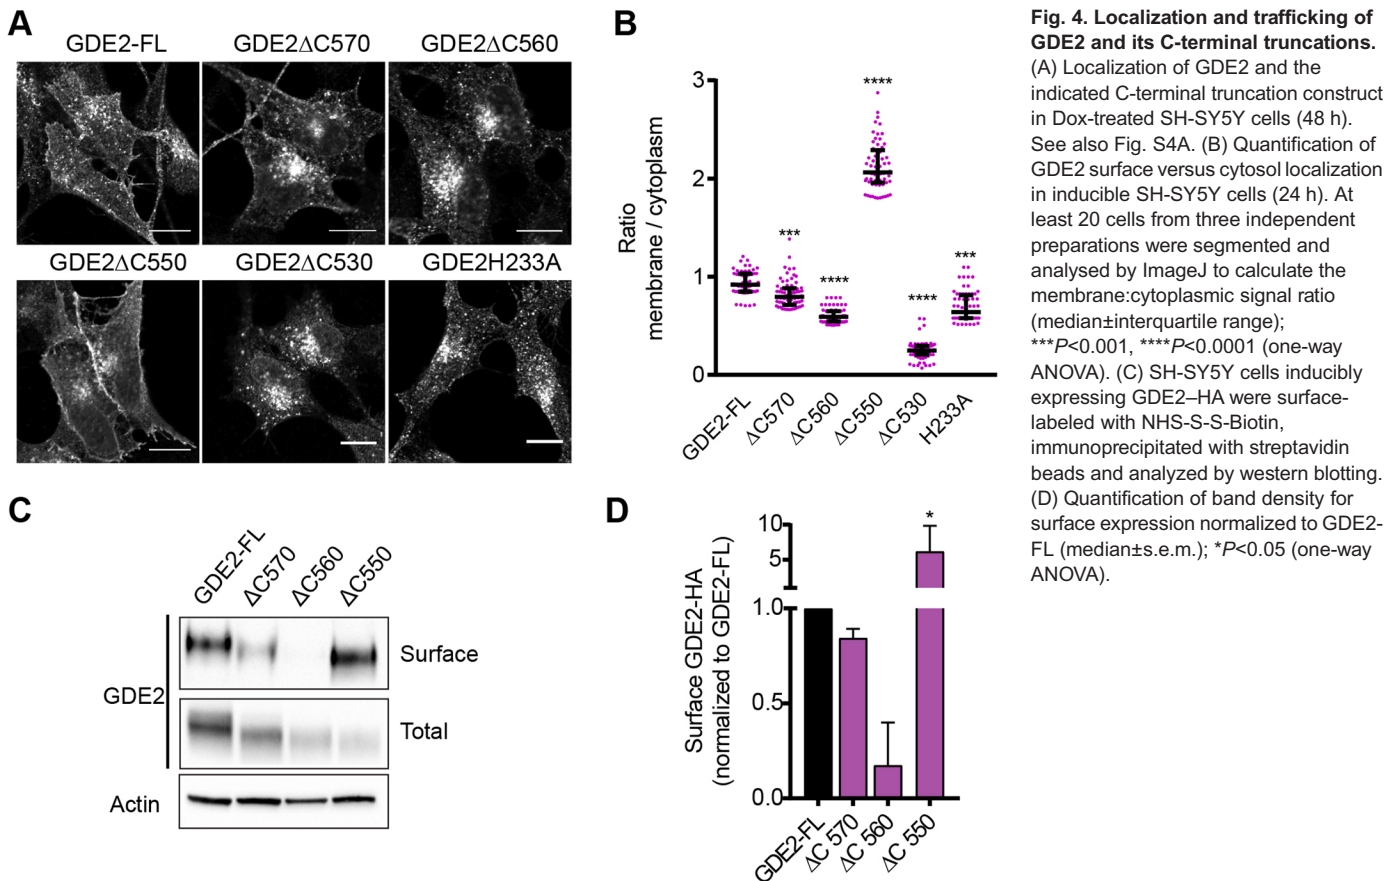 A
GDE2-FL
GDE2ΔC570
GDE2ΔC560
GDE2ΔC550
GDE2ΔC530
GDE2H233A
B
Ratio
membrane / cytoplasm
3
2
1
0
***
****
****
****
***
GDE2-FL
ΔC570
ΔC560
ΔC550
ΔC530
H233A
C
GDE2-FL
ΔC570
ΔC560
ΔC550
GDE2
Surface
Total
Actin
D
Surface GDE2-HA
(normalized to GDE2-FL)
10
5
1.0
0.5
0.0
*
GDE2-FL
ΔC 570
ΔC 560
ΔC 550
Fig. 4. Localization and trafficking of
GDE2 and its C-terminal truncations.
(A) Localization of GDE2 and the
indicated C-terminal truncation construct
in Dox-treated SH-SY5Y cells (48 h).
See also Fig. S4A. (B) Quantification of
GDE2 surface versus cytosol localization
in inducible SH-SY5Y cells (24 h). At
least 20 cells from three independent
preparations were segmented and
analysed by ImageJ to calculate the
membrane:cytoplasmic signal ratio
(median±interquartile range);
***P<0.001, ****P<0.0001 (one-way
ANOVA). (C) SH-SY5Y cells inducibly
expressing GDE2–HA were surface-
labeled with NHS-S-S-Biotin,
immunoprecipitated with streptavidin
beads and analyzed by western blotting.
(D) Quantification of band density for
surface expression normalized to GDE2-
FL (median±s.e.m.); *P<0.05 (one-way
ANOVA).